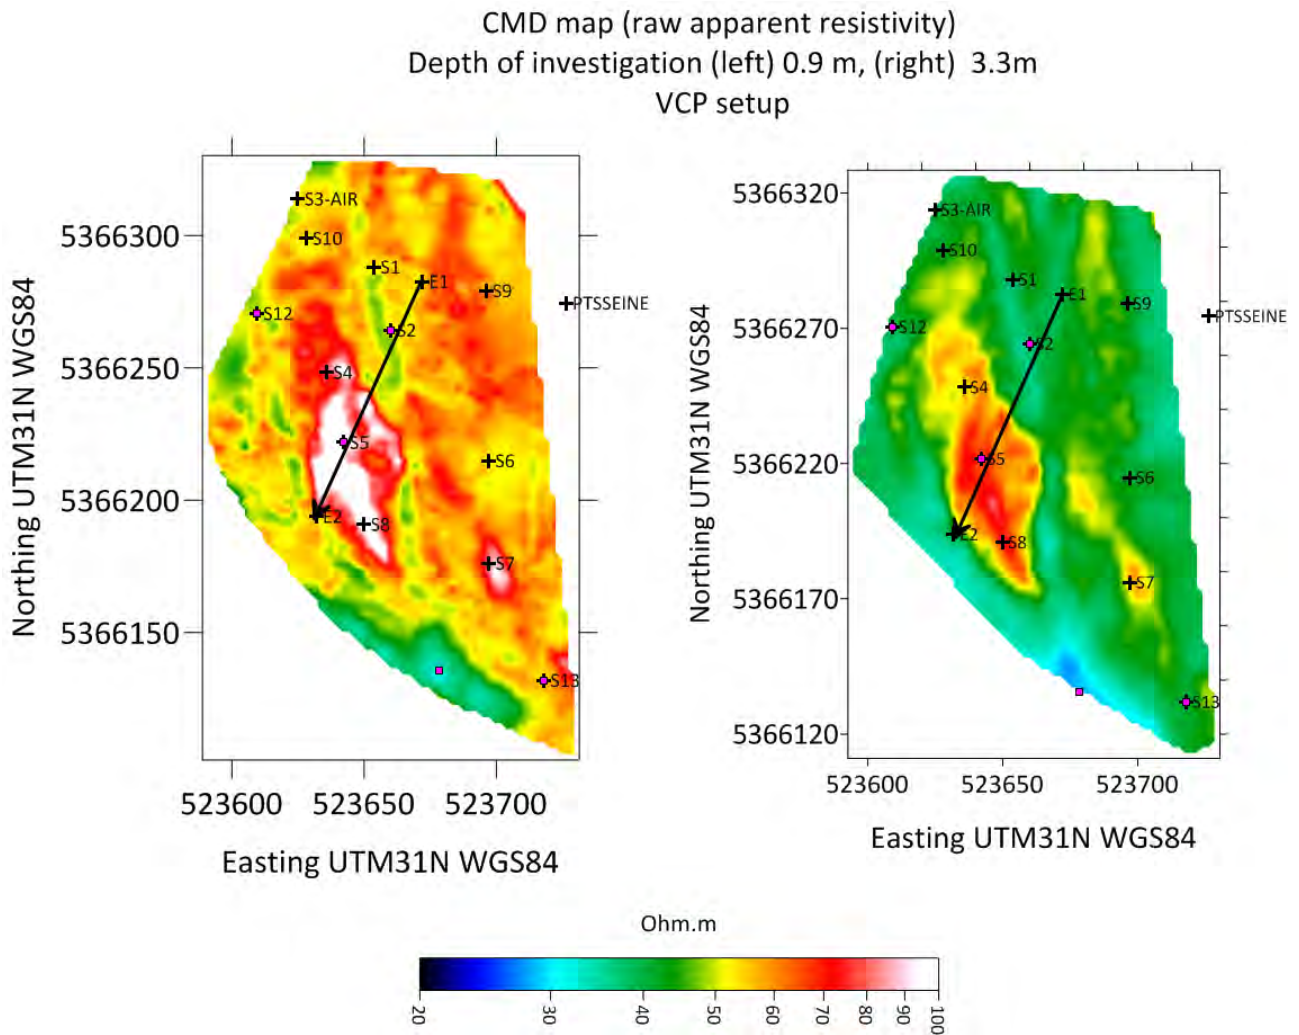 CMD map (raw apparent resistivity)
Depth of investigation (left) 0.9 m, (right) 3.3m
VCP setup
S3-AIR
S10
S1
E1
S9
PTSSEINE
S12
S2
S4
S5
S6
E2
S8
S7
S13
5366300
5366250
5366200
5366150
523600 523650 523700
Northing UTM31N WGS84
Easting UTM31N WGS84
S3-AIR
S10
S1
E1
S9
PTSSEINE
S12
S2
S4
S5
S6
E2
S8
S7
S13
5366320
5366270
5366220
5366170
5366120
523600 523650 523700
Northing UTM31N WGS84
Easting UTM31N WGS84
Ohm.m
20 30 40 50 60 70 80 90 100